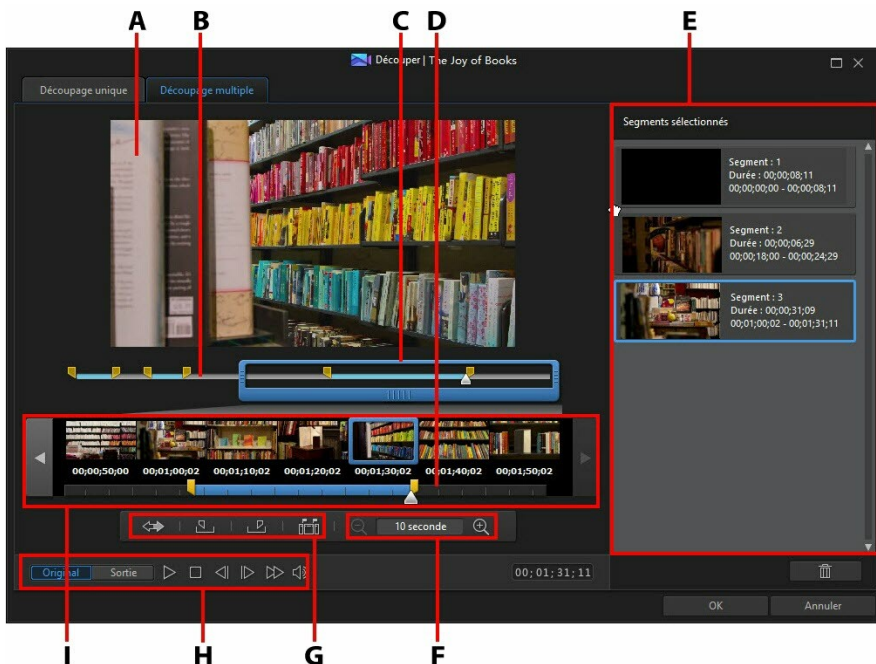 A B C D E
Découper | The Joy of Books
Découpage unique Découpage multiple
Segments sélectionnés
Segment : 1
Durée : 00;00;08;11
00;00;00;00 - 00;00;08;11
Segment : 2
Durée : 00;00;06;29
00;00;18;00 - 00;00;24;29
Segment : 3
Durée : 00;00;31;09
00;01;00;02 - 00;01;31;11
00;00;50;00 00;01;00;02 00;01;10;02 00;01;20;02 00;01;30;02 00;01;40;02 00;01;50;02
10 seconde
Original Sortie
00; 01; 31; 11
OK Annuler
I H G F